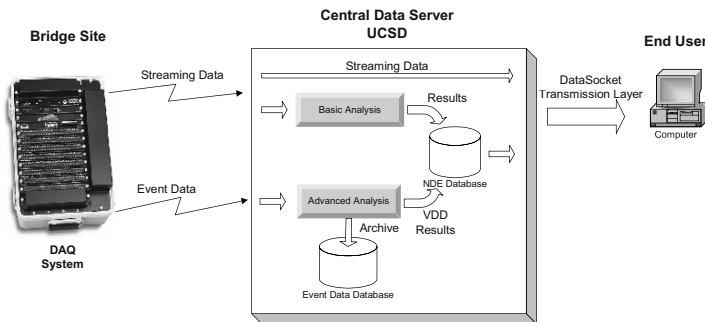 Central Data Server
UCSD
Bridge Site
End User
Streaming Data
Streaming Data
DataSocket
Transmission Layer
Basic Analysis
Results
Computer
NDE Database
Event Data
Advanced Analysis
VDD
Results
Archive
DAQ
System
Event Data Database